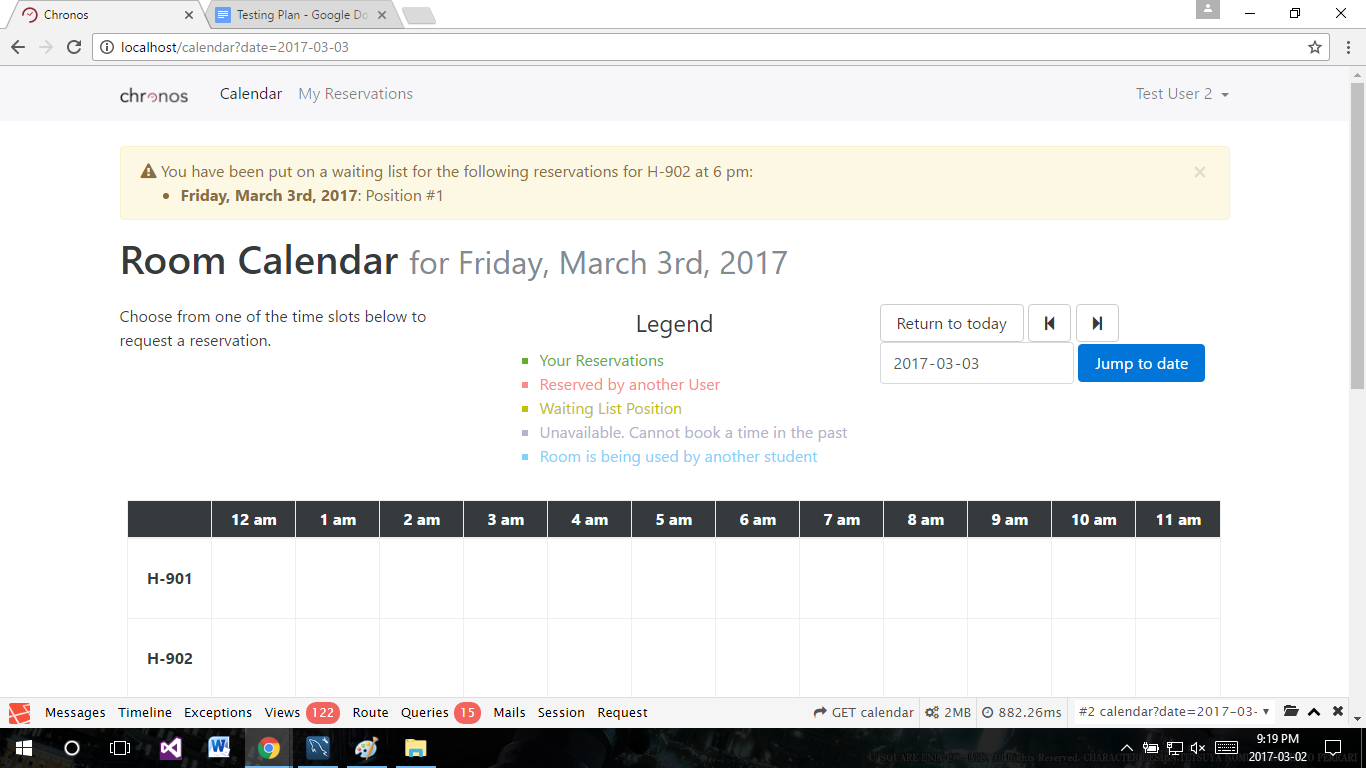 Chronos
Testing Plan - Google Do
localhost/calendar?date=2017-03-03
chronos Calendar My Reservations Test User 2
You have been put on a waiting list for the following reservations for H-902 at 6 pm:
Friday, March 3rd, 2017: Position #1
×
Room Calendar for Friday, March 3rd, 2017
Choose from one of the time slots below to
request a reservation.
Legend
Your Reservations
Reserved by another User
Waiting List Position
Unavailable. Cannot book a time in the past
Room is being used by another student
Return to today
2017-03-03 Jump to date
12 am 1 am 2 am 3 am 4 am 5 am 6 am 7 am 8 am 9 am 10 am 11 am
H-901
H-902
Messages Timeline Exceptions Views 122 Route Queries 15 Mails Session Request GET calendar 2MB 882.26ms #2 calendar?date=2017-03-
9:19 PM
2017-03-02